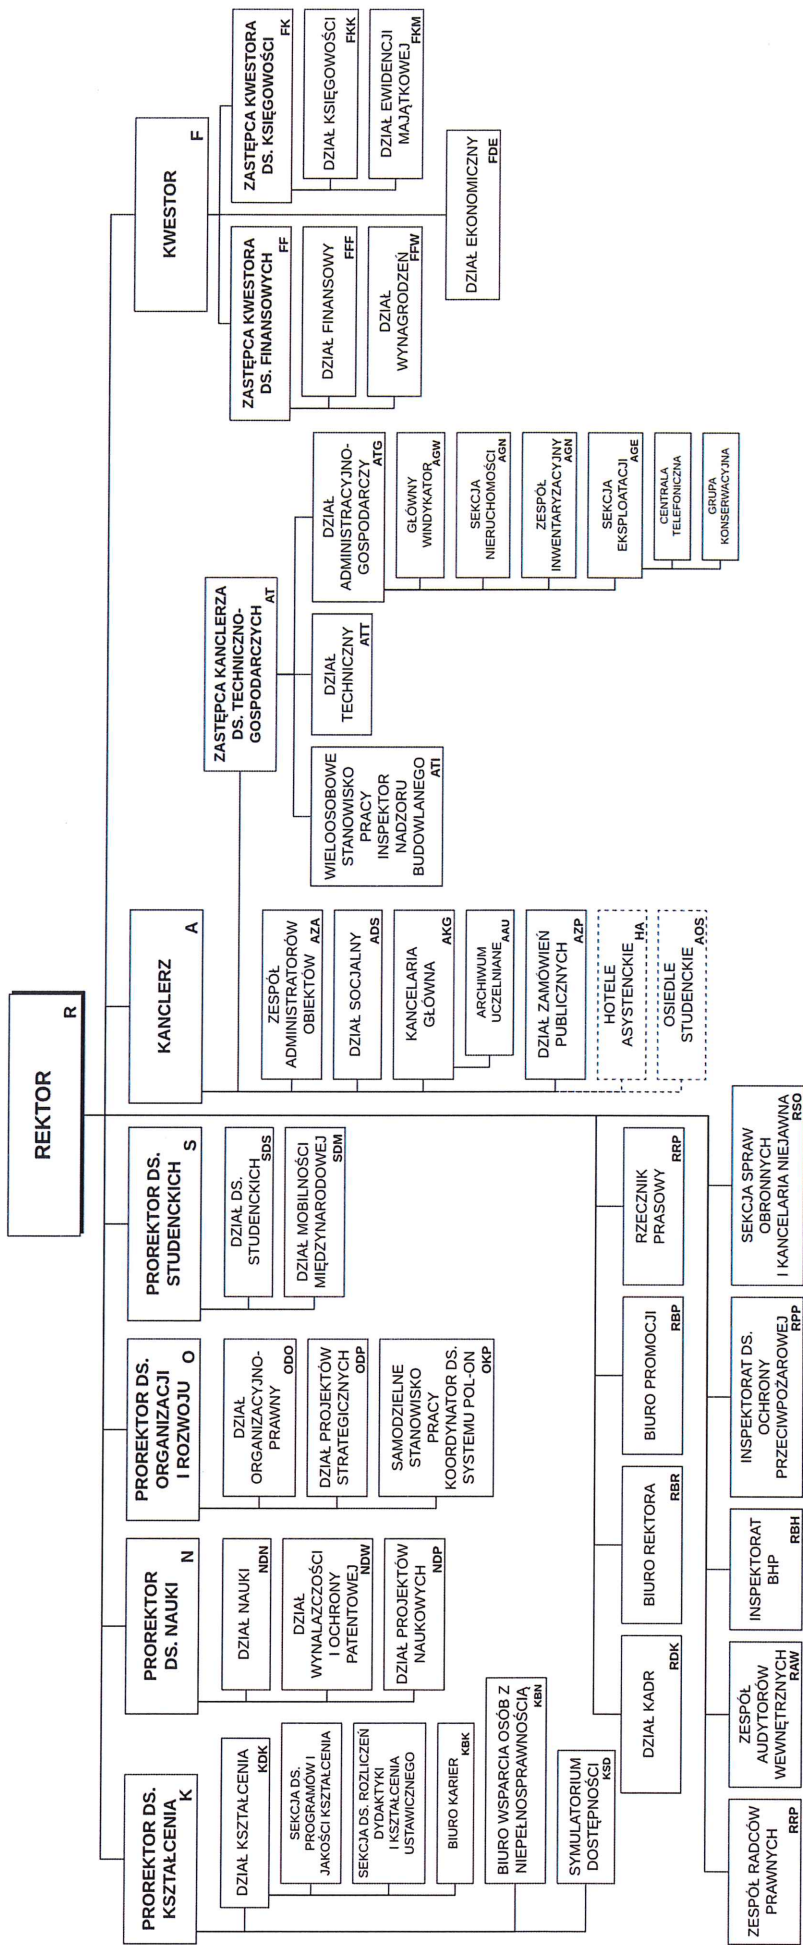 REKTOR
R
PROREKTOR DS.
KSZTAŁCENIA
K
DZIAŁ KSZTAŁCENIA
KDK
SEKCJA DS.
PROGRAMÓW I
JAKOŚCI KSZTAŁCENIA
SEKCJA DS. ROZLICZEŃ
DYDAKTYKI
I KSZTAŁCENIA
USTAWICZNEGO
BIURO KARIER
KBK
BIURO WSPARCIA OSÓB Z
NIEPEŁNOSPRAWNOŚCIĄ
KBN
SYMULATORIUM
DOSTĘPNOŚCI
KSD
PROREKTOR
DS. NAUKI
N
DZIAŁ NAUKI
NDN
DZIAŁ
WYNALAZCZOŚCI
I OCHRONY
PATENTOWEJ
NDW
DZIAŁ PROJEKTÓW
NAUKOWYCH
NDP
PROREKTOR DS.
ORGANIZACJI
I ROZWOJU
O
DZIAŁ
ORGANIZACYJNO-
PRAWNY
ODO
DZIAŁ PROJEKTÓW
STRATEGICZNYCH
ODP
SAMODZIELNE
STANOWISKO
PRACY
KOORDYNATOR DS.
SYSTEMU POL-ON
OKP
PROREKTOR DS.
STUDENCKICH
S
DZIAŁ DS.
STUDENCKICH
SDS
DZIAŁ MOBILNOŚCI
MIĘDZYNARODOWEJ
SDM
KANCLERZ
A
ZESPÓŁ
ADMINISTRATORÓW
OBIEKTÓW
AZA
DZIAŁ SOCJALNY
ADS
KANCELARIA
GŁÓWNA
AKG
ARCHIWUM
UCZELNIANE
AAU
DZIAŁ ZAMÓWIEŃ
PUBLICZNYCH
AZP
HOTELE
ASYSTENCKIE
HA
OSIEDLE
STUDENCKIE
AOS
ZASTĘPCA KANCLERZA
DS. TECHNICZNO-
GOSPODARCZYCH
AT
WIELOOSOBOWE
STANOWISKO
PRACY
INSPEKTOR
NADZORU
BUDOWLANEGO
ATI
DZIAŁ
TECHNICZNY
ATT
DZIAŁ
ADMINISTRACYJNO-
GOSPODARCZY
ATG
GŁÓWNY
WINDYKATOR
AGW
SEKCJA
NIERUCHOMOŚCI
AGN
ZESPÓŁ
INWENTARYZACYJNY
AGN
SEKCJA
EKSPLOATACJI
AGE
CENTRALA
TELEFONICZNA
GRUPA
KONSERWACYJNA
KWESTOR
F
ZASTĘPCA KWESTORA
DS. FINANSOWYCH
FF
DZIAŁ FINANSOWY
FFF
DZIAŁ
WYNAGRODZEŃ
FFW
ZASTĘPCA KWESTORA
DS. KSIĘGOWOŚCI
FK
DZIAŁ KSIĘGOWOŚCI
FKK
DZIAŁ EWIDENCJI
MAJĄTKOWEJ
FKM
DZIAŁ EKONOMICZNY
FDE
DZIAŁ KADR
RDK
BIURO REKTORA
RBR
BIURO PROMOCJI
RBP
RZECZNIK
PRASOWY
RRP
ZESPÓŁ RADCÓW
PRAWNYCH
RRP
ZESPÓŁ
AUDYTORÓW
WEWNĘTRZNYCH
RAW
INSPEKTORAT
BHP
RBH
INSPEKTORAT DS.
OCHRONY
PRZECIWPOŻAROWEJ
RPP
SEKCJA SPRAW
OBRONNYCH
I KANCELARIA NIEJAWNA
RSO